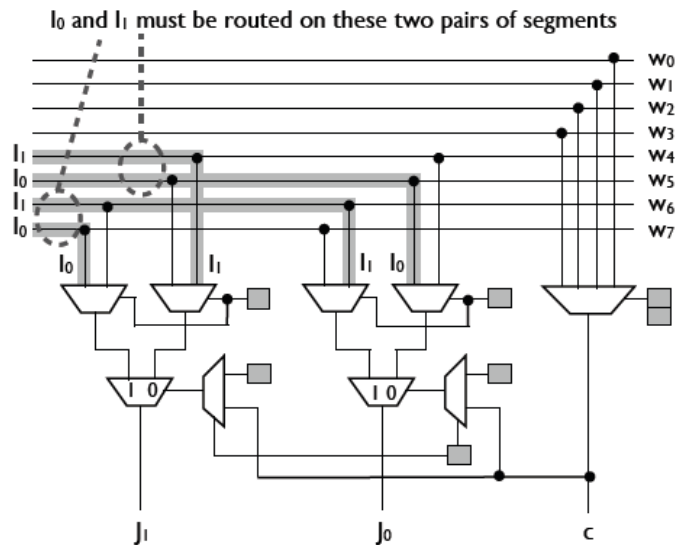 I₀ and I₁ must be routed on these two pairs of segments
w₀
w₁
w₂
w₃
I₁ w₄
I₀ w₅
I₁ w₆
I₀ w₇
I₀ I₁ I₁ I₀
1 0 1 0
J₁ J₀ c